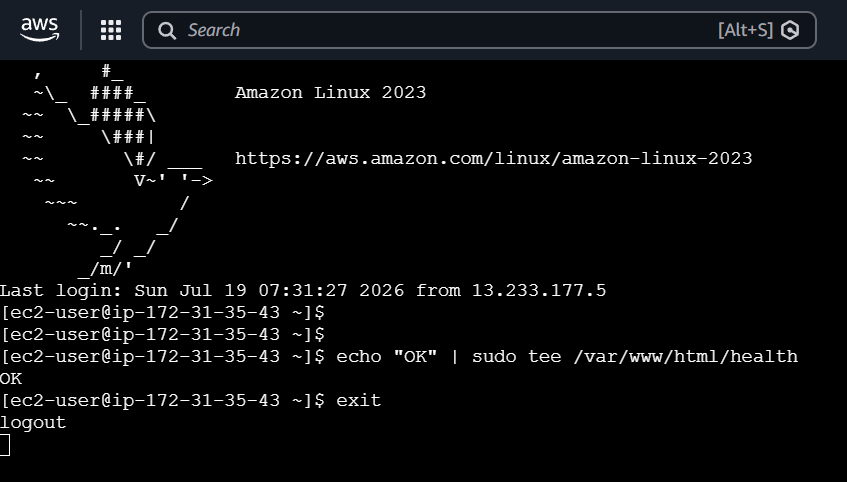 aws
Search
[Alt+S]
,     #_
~\_  ####_        Amazon Linux 2023
~~  \_#####\
~~     \###|
~~       \#/ ___   https://aws.amazon.com/linux/amazon-linux-2023
~~       V~' '->
~~~         /
~~._.   _/
_/ _/
_/m/'
Last login: Sun Jul 19 07:31:27 2026 from 13.233.177.5
[ec2-user@ip-172-31-35-43 ~]$
[ec2-user@ip-172-31-35-43 ~]$
[ec2-user@ip-172-31-35-43 ~]$ echo "OK" | sudo tee /var/www/html/health
OK
[ec2-user@ip-172-31-35-43 ~]$ exit
logout